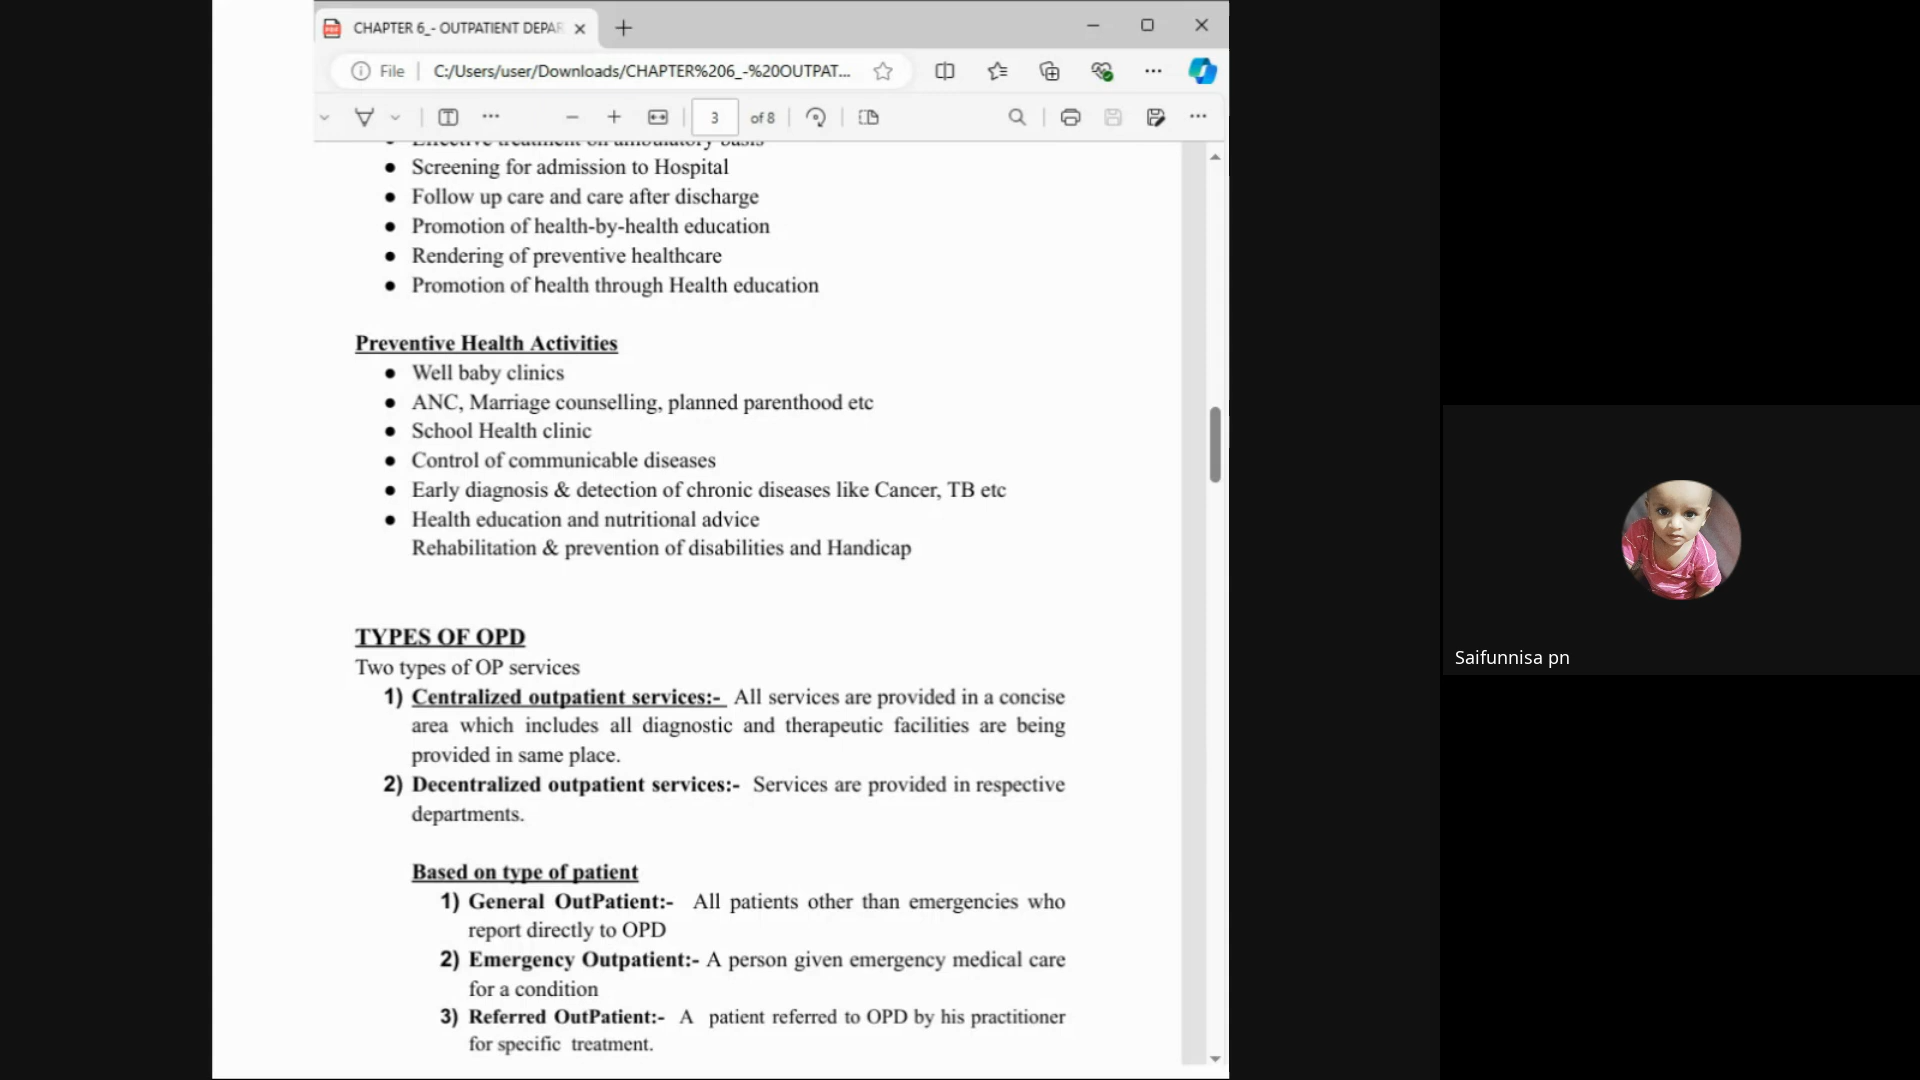 CHAPTER 6_- OUTPATIENT DEPAR
File
C:/Users/user/Downloads/CHAPTER%206_-%20OUTPAT...
3 of 8
Effective treatment on ambulatory basis
● Screening for admission to Hospital
● Follow up care and care after discharge
● Promotion of health-by-health education
● Rendering of preventive healthcare
● Promotion of health through Health education
Preventive Health Activities
● Well baby clinics
● ANC, Marriage counselling, planned parenthood etc
● School Health clinic
● Control of communicable diseases
● Early diagnosis & detection of chronic diseases like Cancer, TB etc
● Health education and nutritional advice
Rehabilitation & prevention of disabilities and Handicap
TYPES OF OPD
Two types of OP services
1) Centralized outpatient services:- All services are provided in a concise
area which includes all diagnostic and therapeutic facilities are being
provided in same place.
2) Decentralized outpatient services:- Services are provided in respective
departments.
Based on type of patient
1) General OutPatient:- All patients other than emergencies who
report directly to OPD
2) Emergency Outpatient:- A person given emergency medical care
for a condition
3) Referred OutPatient:- A patient referred to OPD by his practitioner
for specific treatment.
Saifunnisa pn